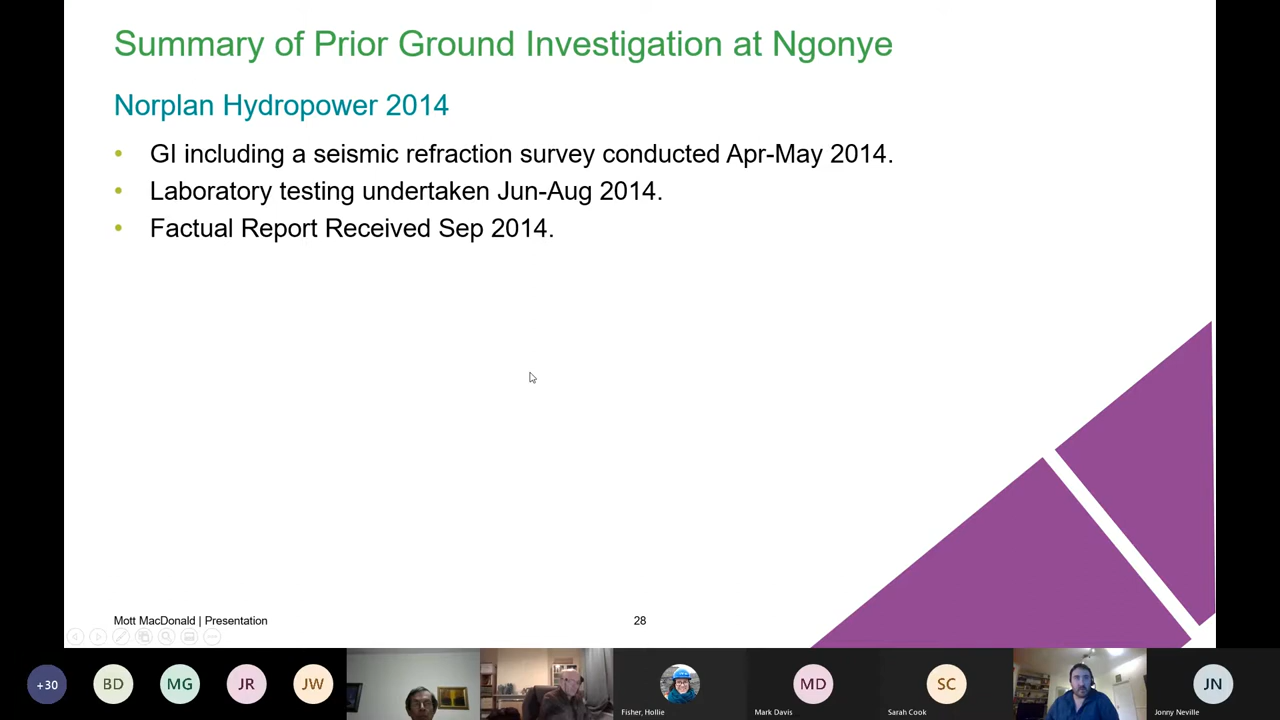 Summary of Prior Ground Investigation at Ngonye
Norplan Hydropower 2014
• GI including a seismic refraction survey conducted Apr-May 2014.
• Laboratory testing undertaken Jun-Aug 2014.
• Factual Report Received Sep 2014.
Mott MacDonald | Presentation
28
+30
BD
MG
JR
JW
Fisher, Hollie
MD
Mark Davis
SC
Sarah Cook
JN
Jonny Neville